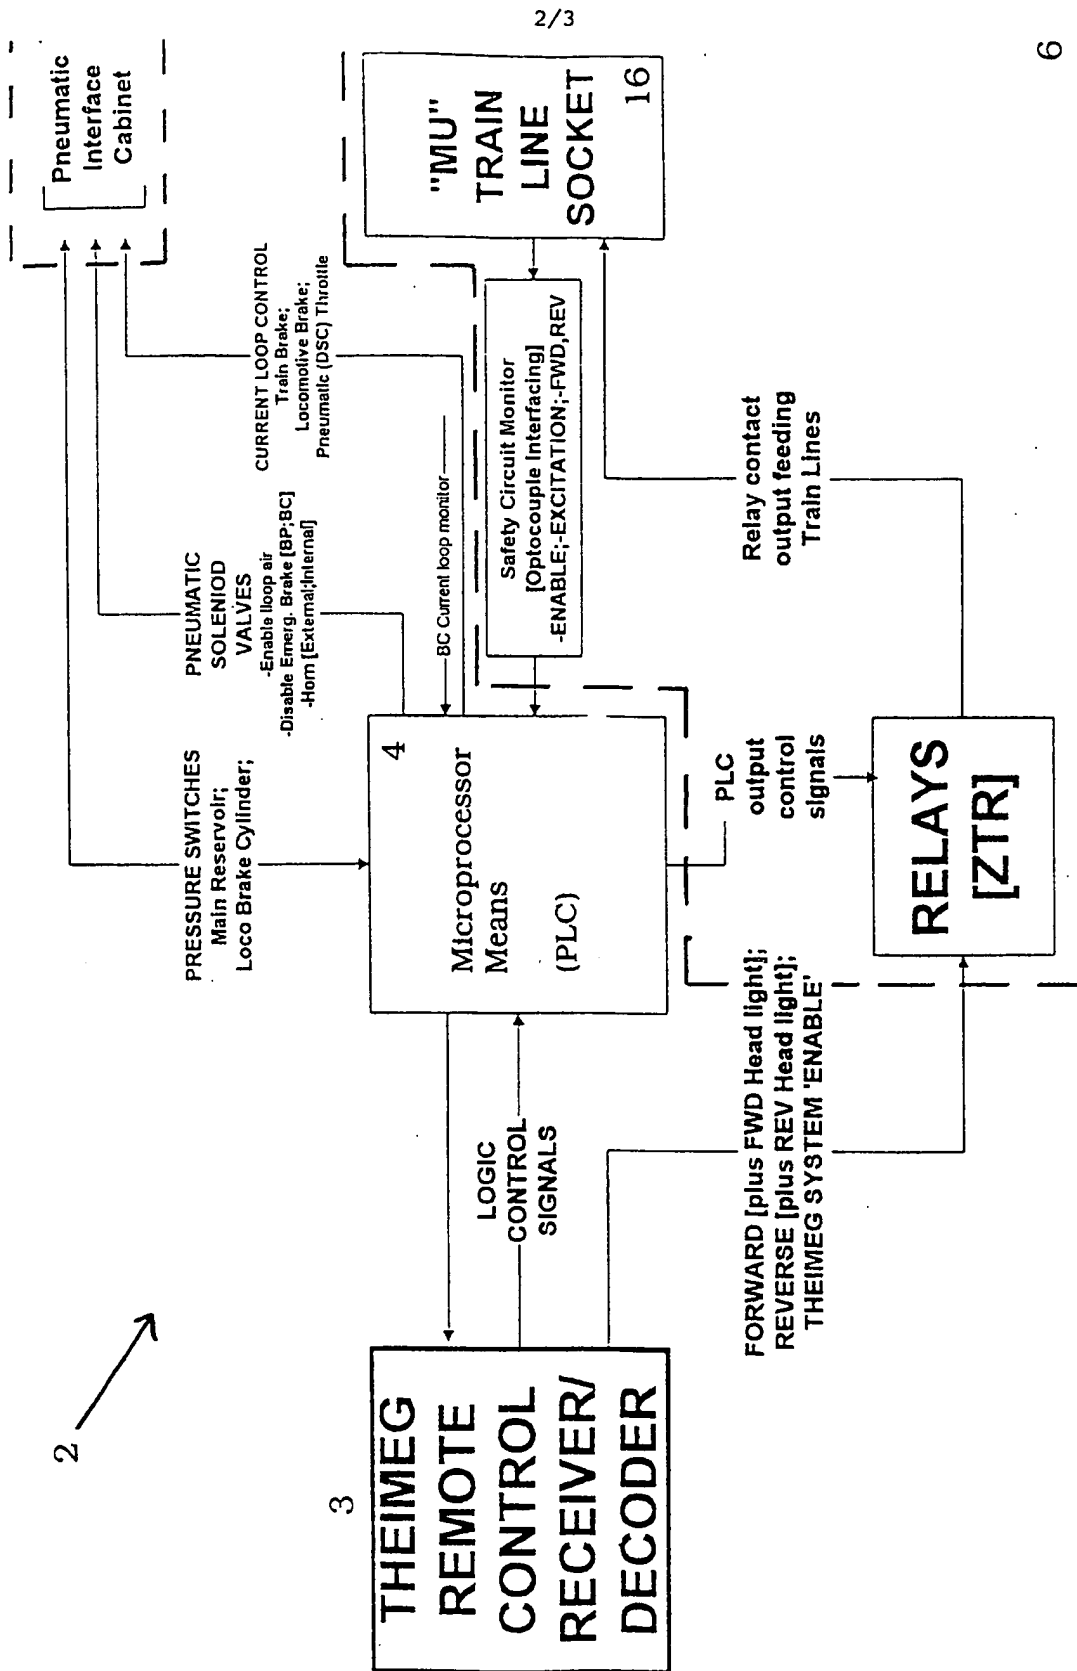 2/3
2
3
THEIMEG
REMOTE
CONTROL
RECEIVER/
DECODER
LOGIC
CONTROL
SIGNALS
FORWARD [plus FWD Head light];
REVERSE [plus REV Head light];
THEIMEG SYSTEM 'ENABLE'
4
Microprocessor
Means
(PLC)
PRESSURE SWITCHES
Main Reservoir;
Loco Brake Cylinder;
PNEUMATIC
SOLENIOD
VALVES
-Enable lloop air
-Disable Emerg. Brake [BP;BC]
-Horn [External;Internal]
CURRENT LOOP CONTROL
Train Brake;
Locomotive Brake;
Pneumatic (DSC) Throttle
BC Current loop monitor
Pneumatic
Interface
Cabinet
Safety Circuit Monitor
[Optocouple Interfacing]
-ENABLE;-EXCITATION;-FWD,REV
"MU"
TRAIN
LINE
SOCKET
16
PLC
output
control
signals
RELAYS
[ZTR]
Relay contact
output feeding
Train Lines
6